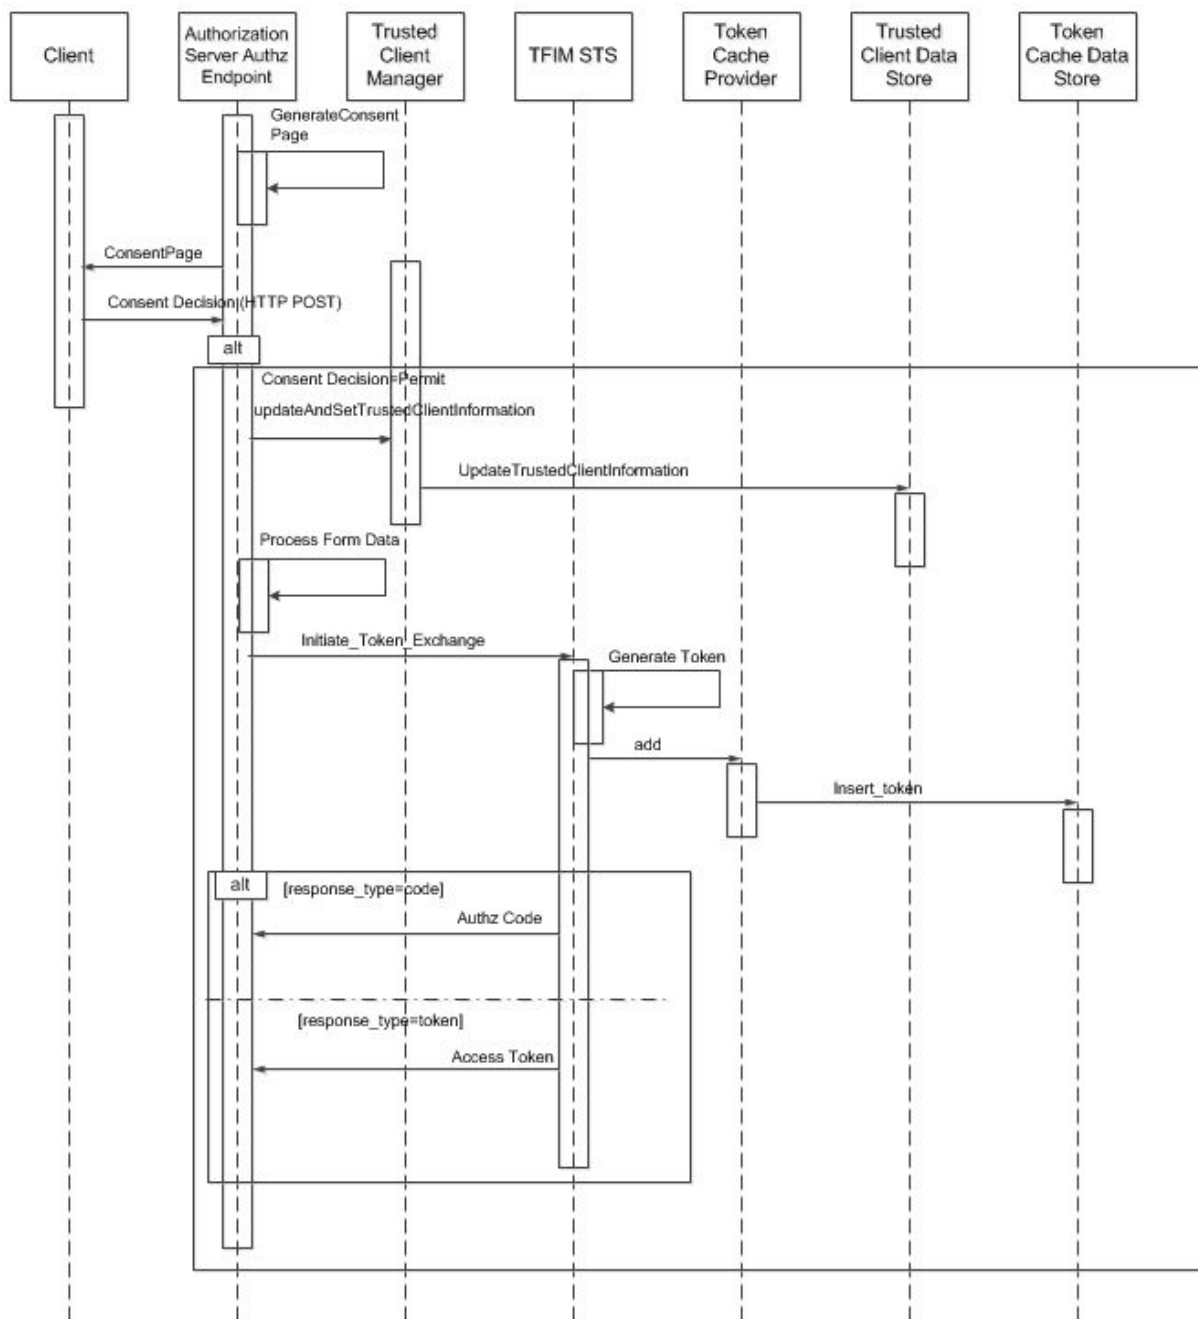 Client
Authorization
Server Authz
Endpoint
Trusted
Client
Manager
TFIM STS
Token
Cache
Provider
Trusted
Client Data
Store
Token
Cache Data
Store
GenerateConsent
Page
ConsentPage
Consent Decision (HTTP POST)
alt
Consent Decision=Permit
updateAndSetTrustedClientInformation
UpdateTrustedClientInformation
Process Form Data
Initiate_Token_Exchange
Generate Token
add
Insert_token
alt
[response_type=code]
Authz Code
[response_type=token]
Access Token